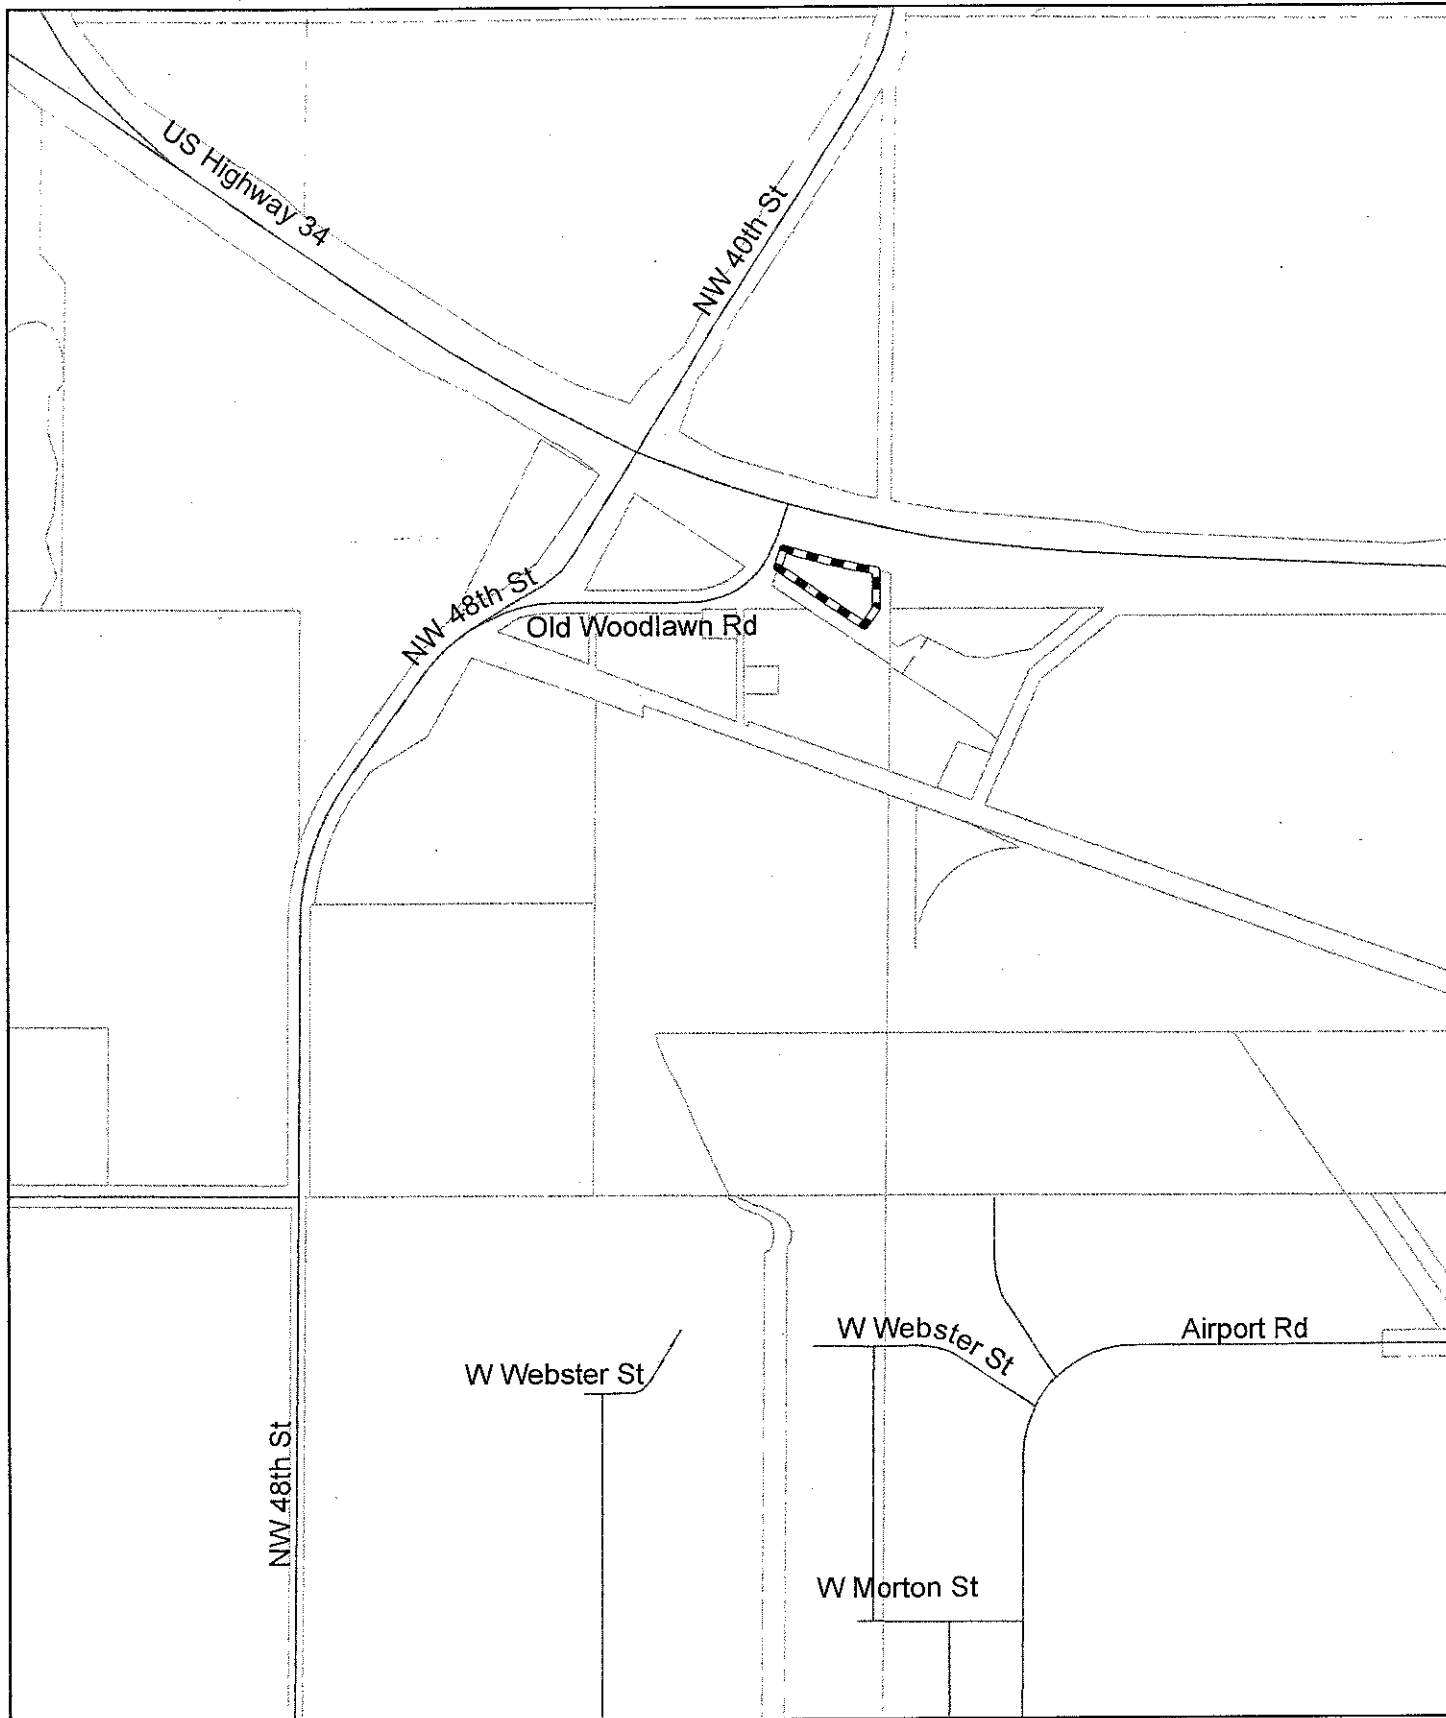 US Highway 34
NW 40th St
NW 48th St
Old Woodlawn Rd
W Webster St
Airport Rd
W Webster St
NW 48th St
W Morton St